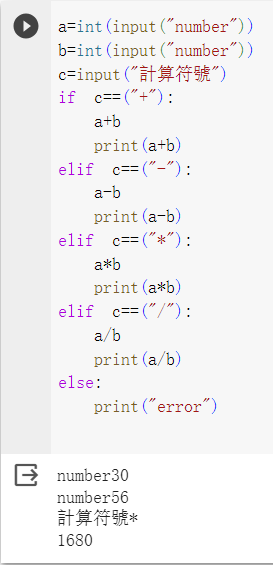 a=int(input("number"))
b=int(input("number"))
c=input("計算符號")
if  c==("+"):
    a+b
    print(a+b)
elif  c==("-"):
    a-b
    print(a-b)
elif  c==("*"):
    a*b
    print(a*b)
elif  c==("/"):
    a/b
    print(a/b)
else:
    print("error")
number30
number56
計算符號*
1680